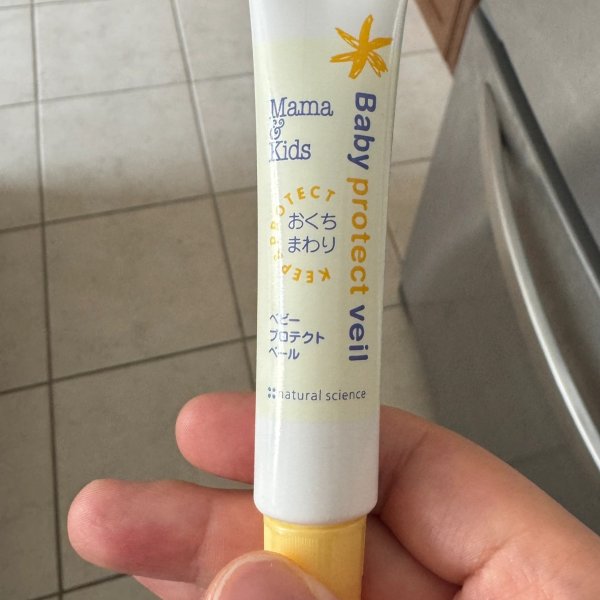 Mama
&
Kids
Baby protect veil
KEEP & PROTECT
おくち
まわり
ベビー
プロテクト
ベール
natural science